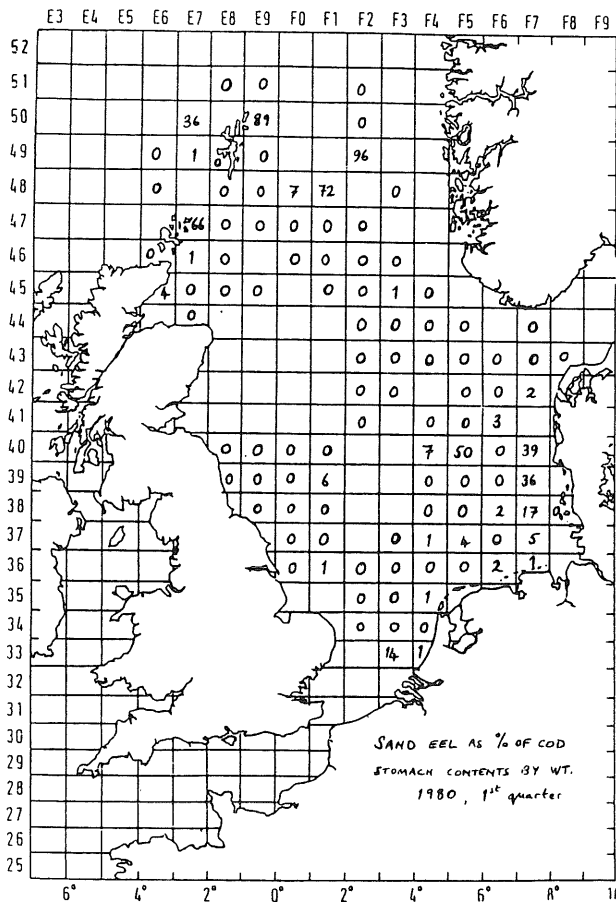 E3 E4 E5 E6 E7 E8 E9 F0 F1 F2 F3 F4 F5 F6 F7 F8 F9
52
51 0 0 0
50 36 89 0
49 0 1 0 0 96
48 0 0 0 7 72 0
47 66 0 0 0 0 0
46 0 1 0 0 0 0 0
45 4 0 0 0 0 0 1 0
44 0 0 0 0 0 0
43 0 0 0 0 0 0 0
42 0 0 0 0 2
41 0 0 0 3
40 0 0 0 0 7 50 0 39
39 0 0 0 6 0 0 0 36
38 0 0 0 0 0 2 17 0
37 0 0 0 1 4 0 5
36 0 1 0 0 0 0 2 1
35 0 0 1
34 0 0 0
33 14 1
32
31
30
29
28
27
26
25
SAND EEL AS % OF COD
STOMACH CONTENTS BY WT.
1980, 1st quarter
6° 4° 2° 0° 2° 4° 6° 8° 10